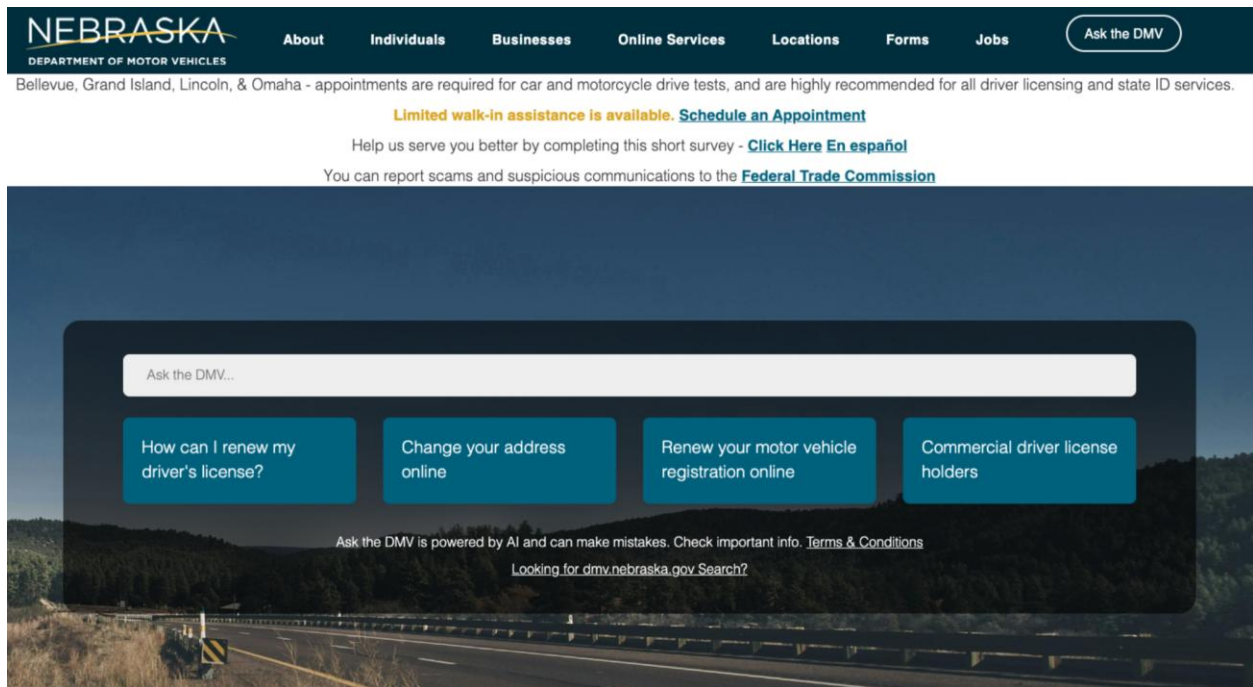 NEBRASKA
DEPARTMENT OF MOTOR VEHICLES
About Individuals Businesses Online Services Locations Forms Jobs Ask the DMV
Bellevue, Grand Island, Lincoln, & Omaha - appointments are required for car and motorcycle drive tests, and are highly recommended for all driver licensing and state ID services.
Limited walk-in assistance is available. Schedule an Appointment
Help us serve you better by completing this short survey - Click Here En español
You can report scams and suspicious communications to the Federal Trade Commission
Ask the DMV...
How can I renew my
driver's license?
Change your address
online
Renew your motor vehicle
registration online
Commercial driver license
holders
Ask the DMV is powered by AI and can make mistakes. Check important info. Terms & Conditions
Looking for dmv.nebraska.gov Search?